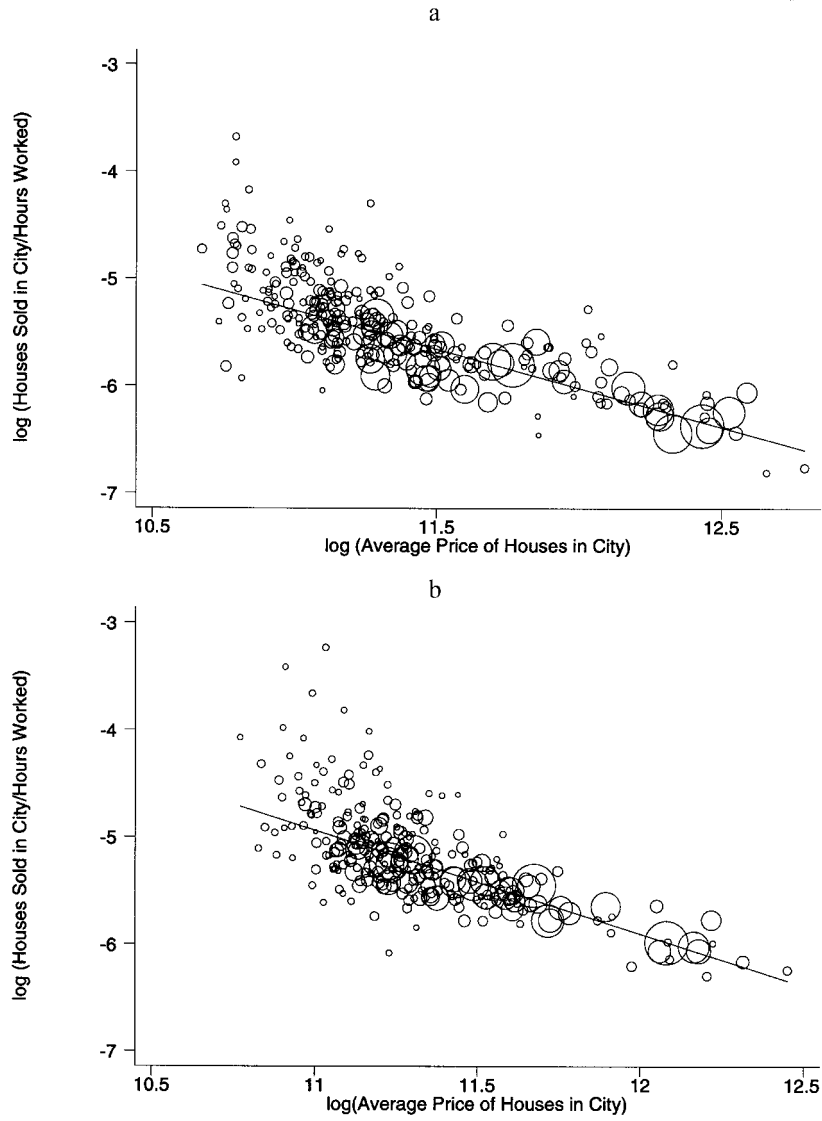 a
log (Houses Sold in City/Hours Worked)
-3
-4
-5
-6
-7
10.5 11.5 12.5
log (Average Price of Houses in City)
b
log (Houses Sold in City/Hours Worked)
-3
-4
-5
-6
-7
10.5 11 11.5 12 12.5
log(Average Price of Houses in City)